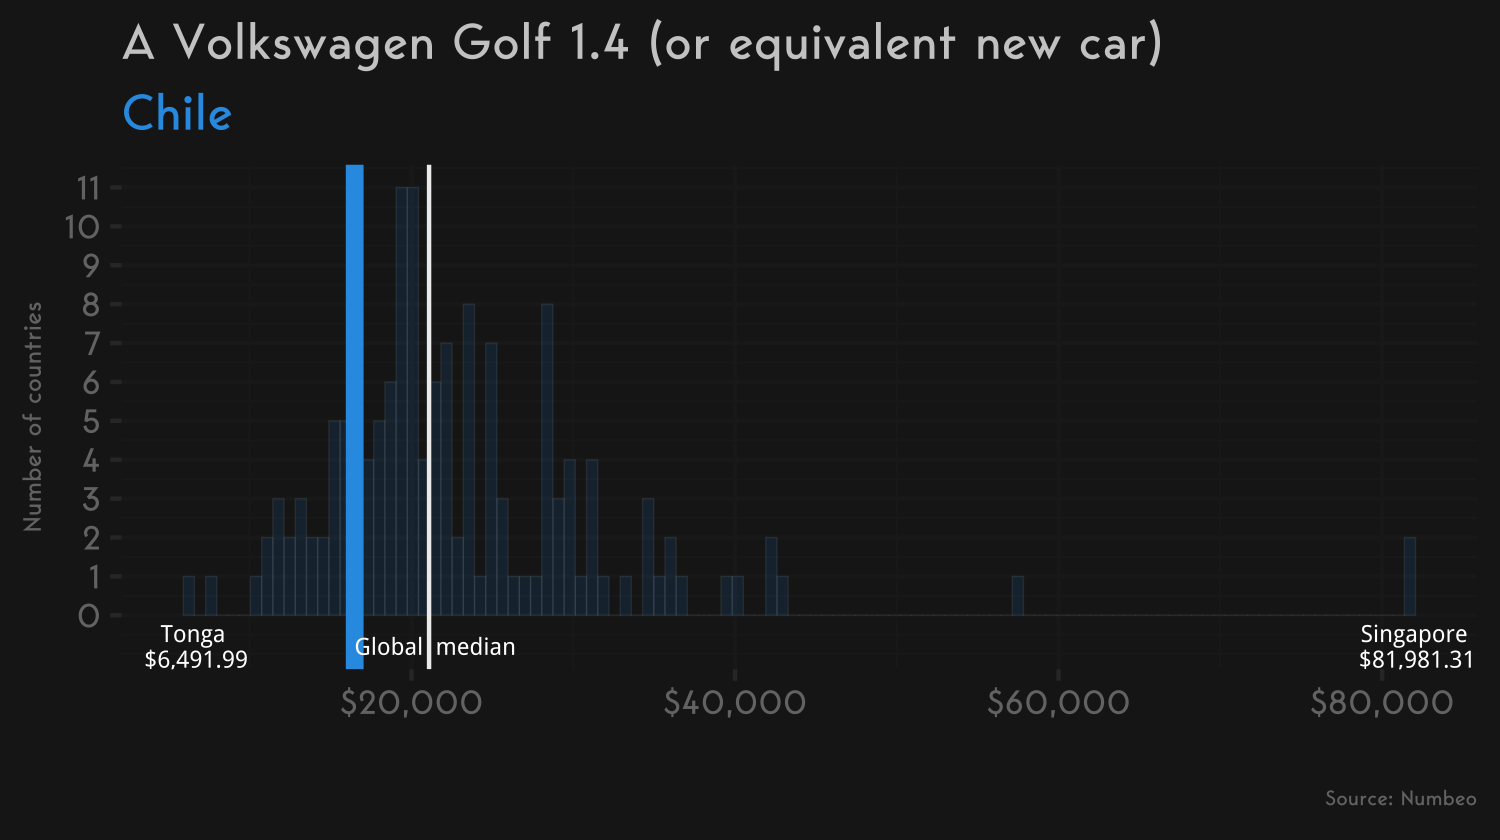 A Volkswagen Golf 1.4 (or equivalent new car)
Chile
Number of countries
11
10
9
8
7
6
5
4
3
2
1
0
Tonga
$6,491.99
Global median
Singapore
$81,981.31
$20,000
$40,000
$60,000
$80,000
Source: Numbeo